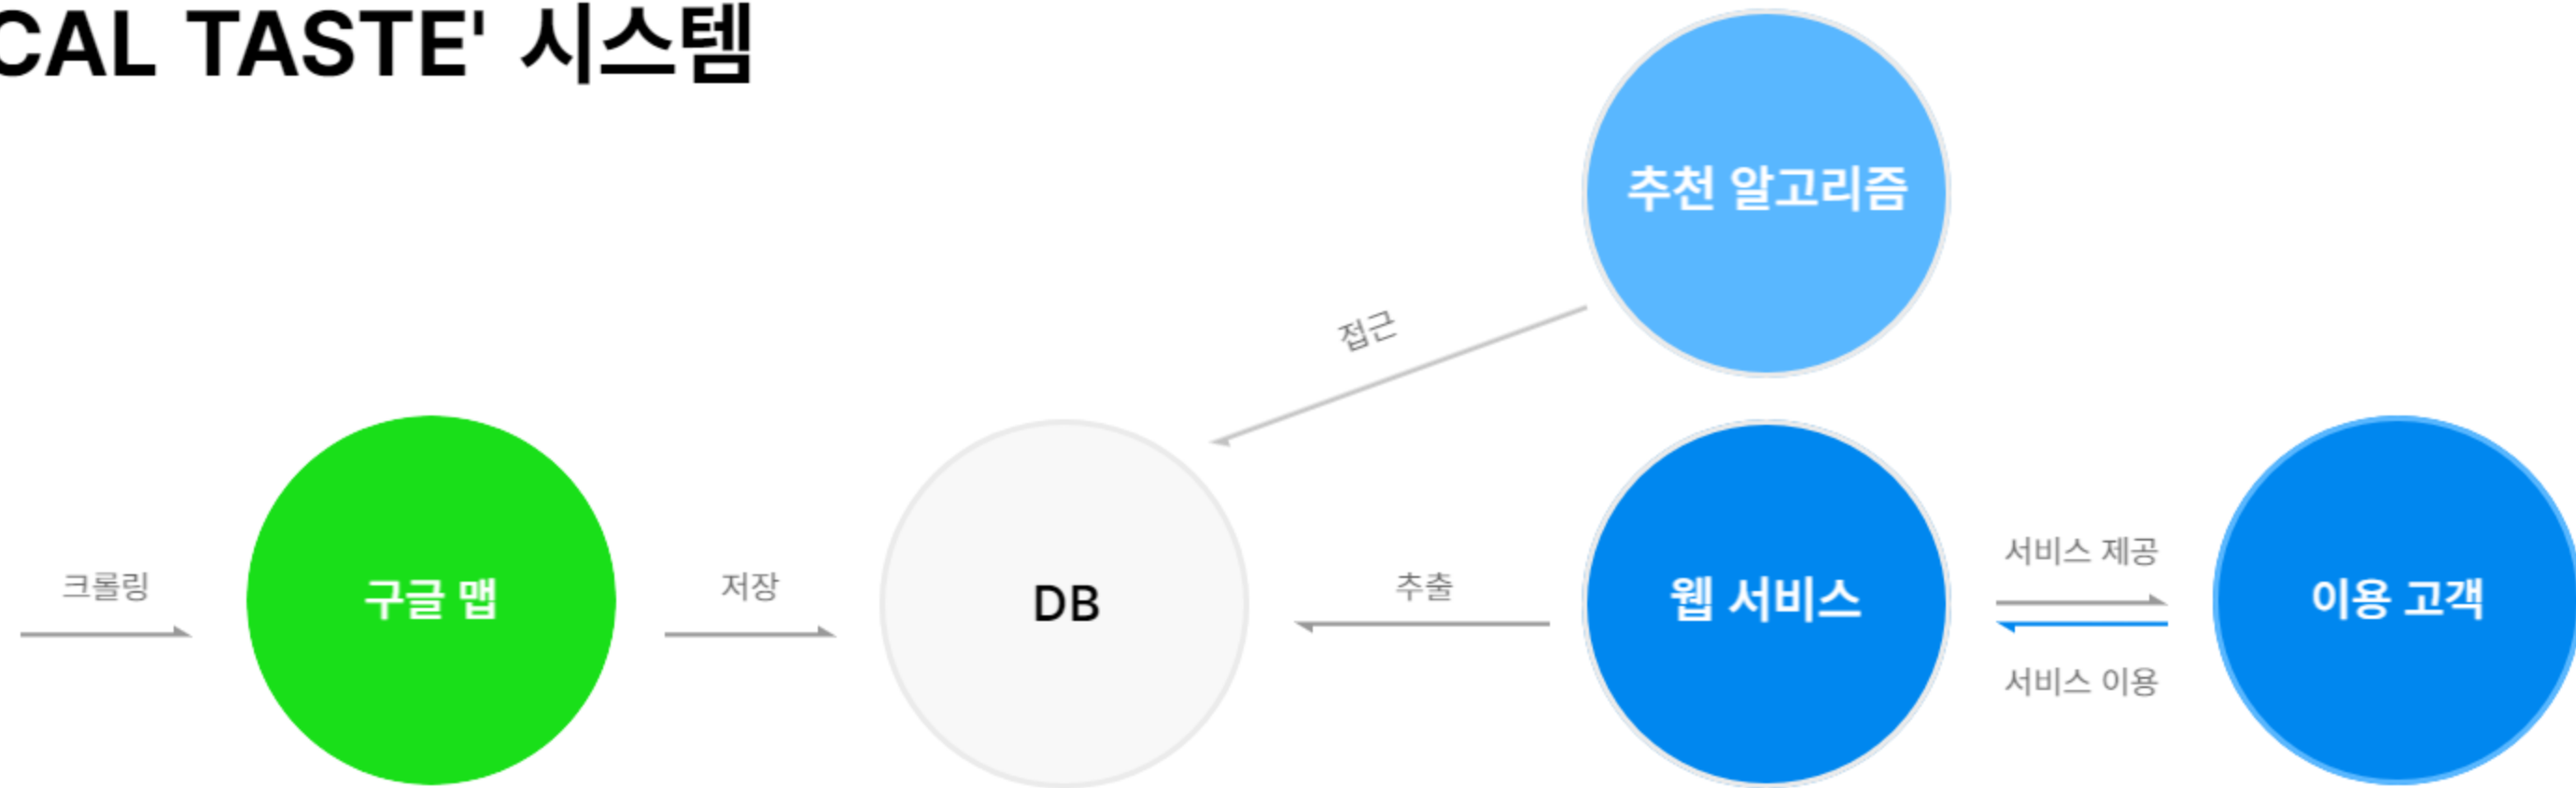 CAL TASTE' 시스템
추천 알고리즘
접근
크롤링
구글 맵
저장
DB
추출
웹 서비스
서비스 제공
서비스 이용
이용 고객